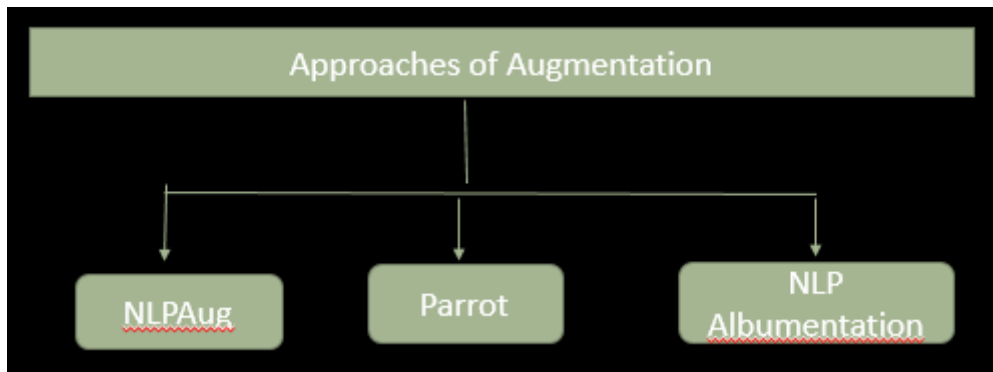 Approaches of Augmentation
NLPAug
Parrot
NLP
Albumentation